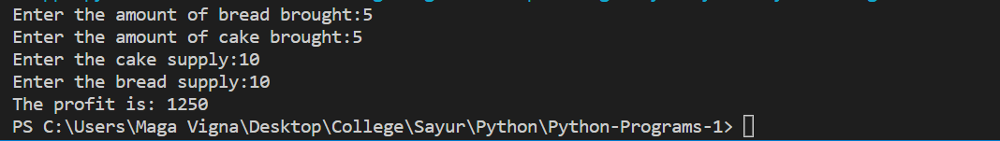 Enter the amount of bread brought:5
Enter the amount of cake brought:5
Enter the cake supply:10
Enter the bread supply:10
The profit is: 1250
PS C:\Users\Maga Vigna\Desktop\College\Sayur\Python\Python-Programs-1>